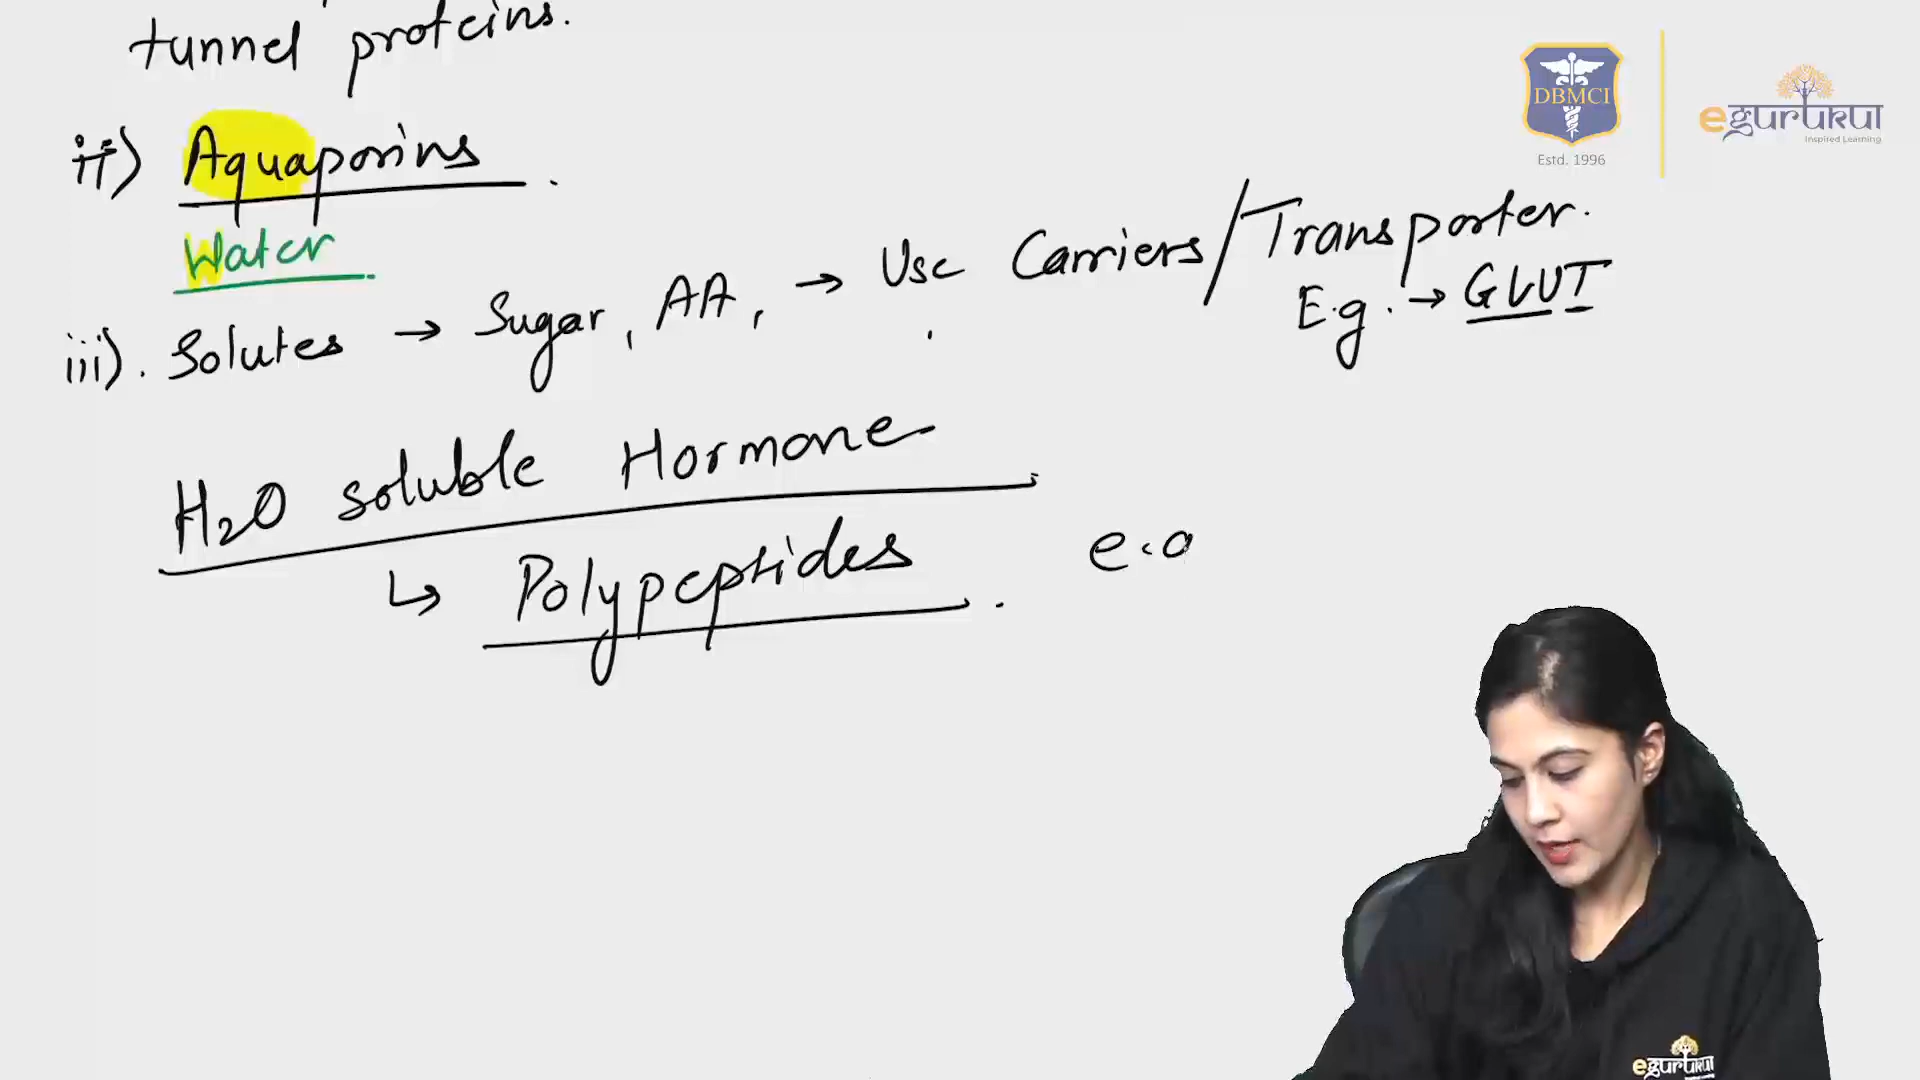 tunnel proteins.
ii) Aquaporins.
Water
iii). Solutes → Sugar, AA, → Use Carriers/Transporter.
E.g. → GLUT
H2O soluble Hormone
↳ Polypeptides.
DBMCI
Estd. 1996
egurukul
Inspired Learning
egurukul